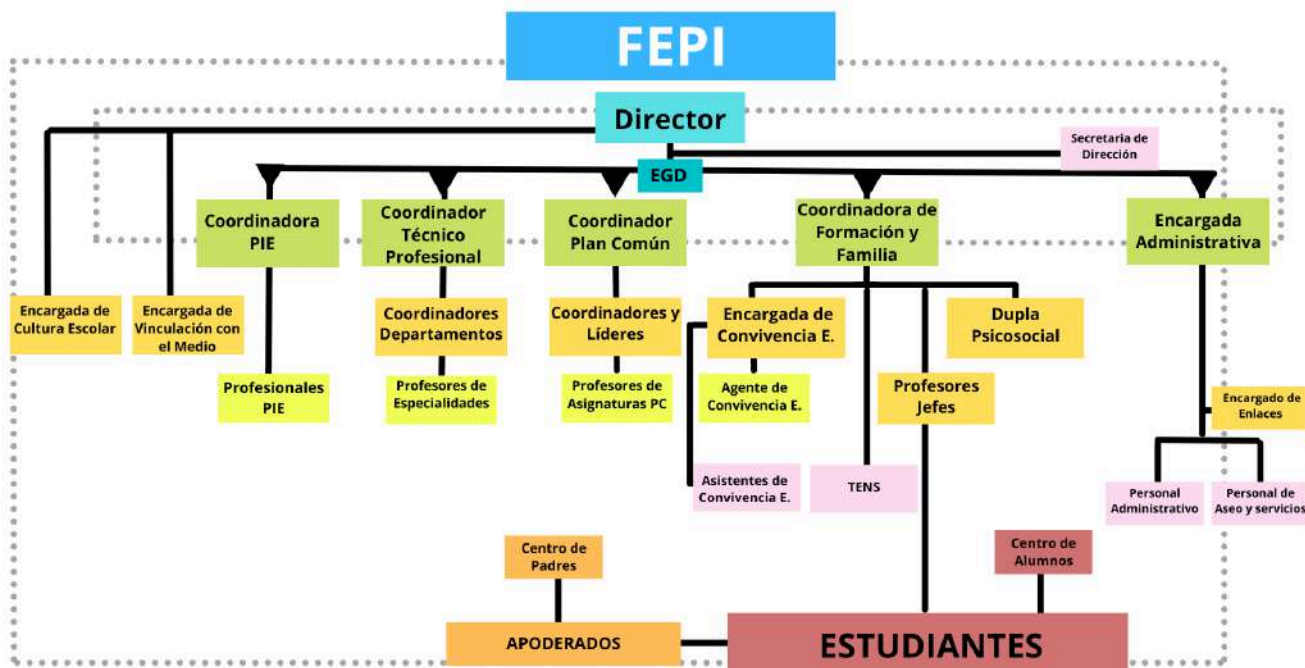 FEPI
Director
Secretaria de
Dirección
EGD
Coordinadora
PIE
Coordinador
Técnico
Profesional
Coordinador
Plan Común
Coordinadora de
Formación y
Familia
Encargada
Administrativa
Encargada de
Cultura Escolar
Encargada de
Vinculación con
el Medio
Coordinadores
Departamentos
Coordinadores y
Líderes
Encargada de
Convivencia E.
Dupla
Psicosocial
Profesionales
PIE
Profesores de
Especialidades
Profesores de
Asignaturas PC
Agente de
Convivencia E.
Profesores
Jefes
Encargado de
Enlaces
Asistentes de
Convivencia E.
TENS
Personal
Administrativo
Personal de
Aseo y servicios
Centro de
Padres
Centro de
Alumnos
APODERADOS
ESTUDIANTES